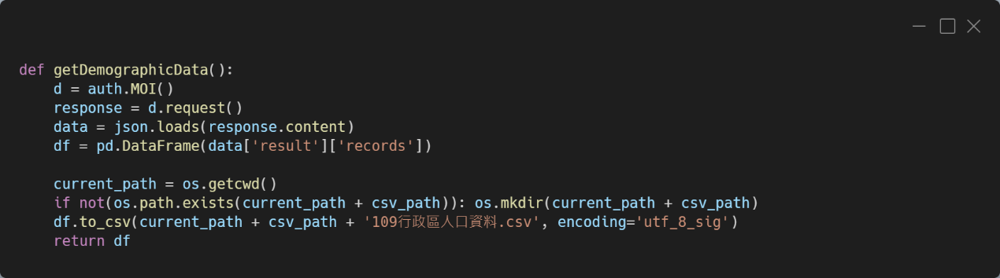 def getDemographicData():
    d = auth.MOI()
    response = d.request()
    data = json.loads(response.content)
    df = pd.DataFrame(data['result']['records'])

    current_path = os.getcwd()
    if not(os.path.exists(current_path + csv_path)): os.mkdir(current_path + csv_path)
    df.to_csv(current_path + csv_path + '109行政區人口資料.csv', encoding='utf_8_sig')
    return df